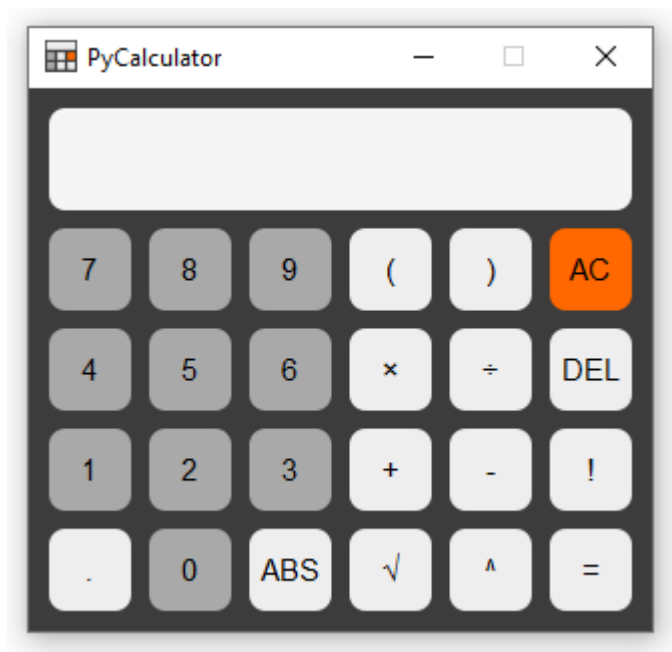 PyCalculator
7 8 9 ( ) AC
4 5 6 × ÷ DEL
1 2 3 + - !
. 0 ABS √ ^ =